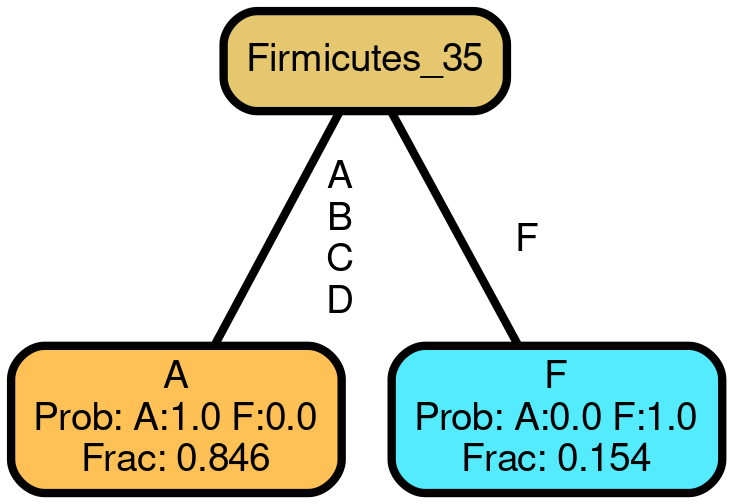 Firmicutes_35
A
B
C
D
F
A
Prob: A:1.0 F:0.0
Frac: 0.846
F
Prob: A:0.0 F:1.0
Frac: 0.154